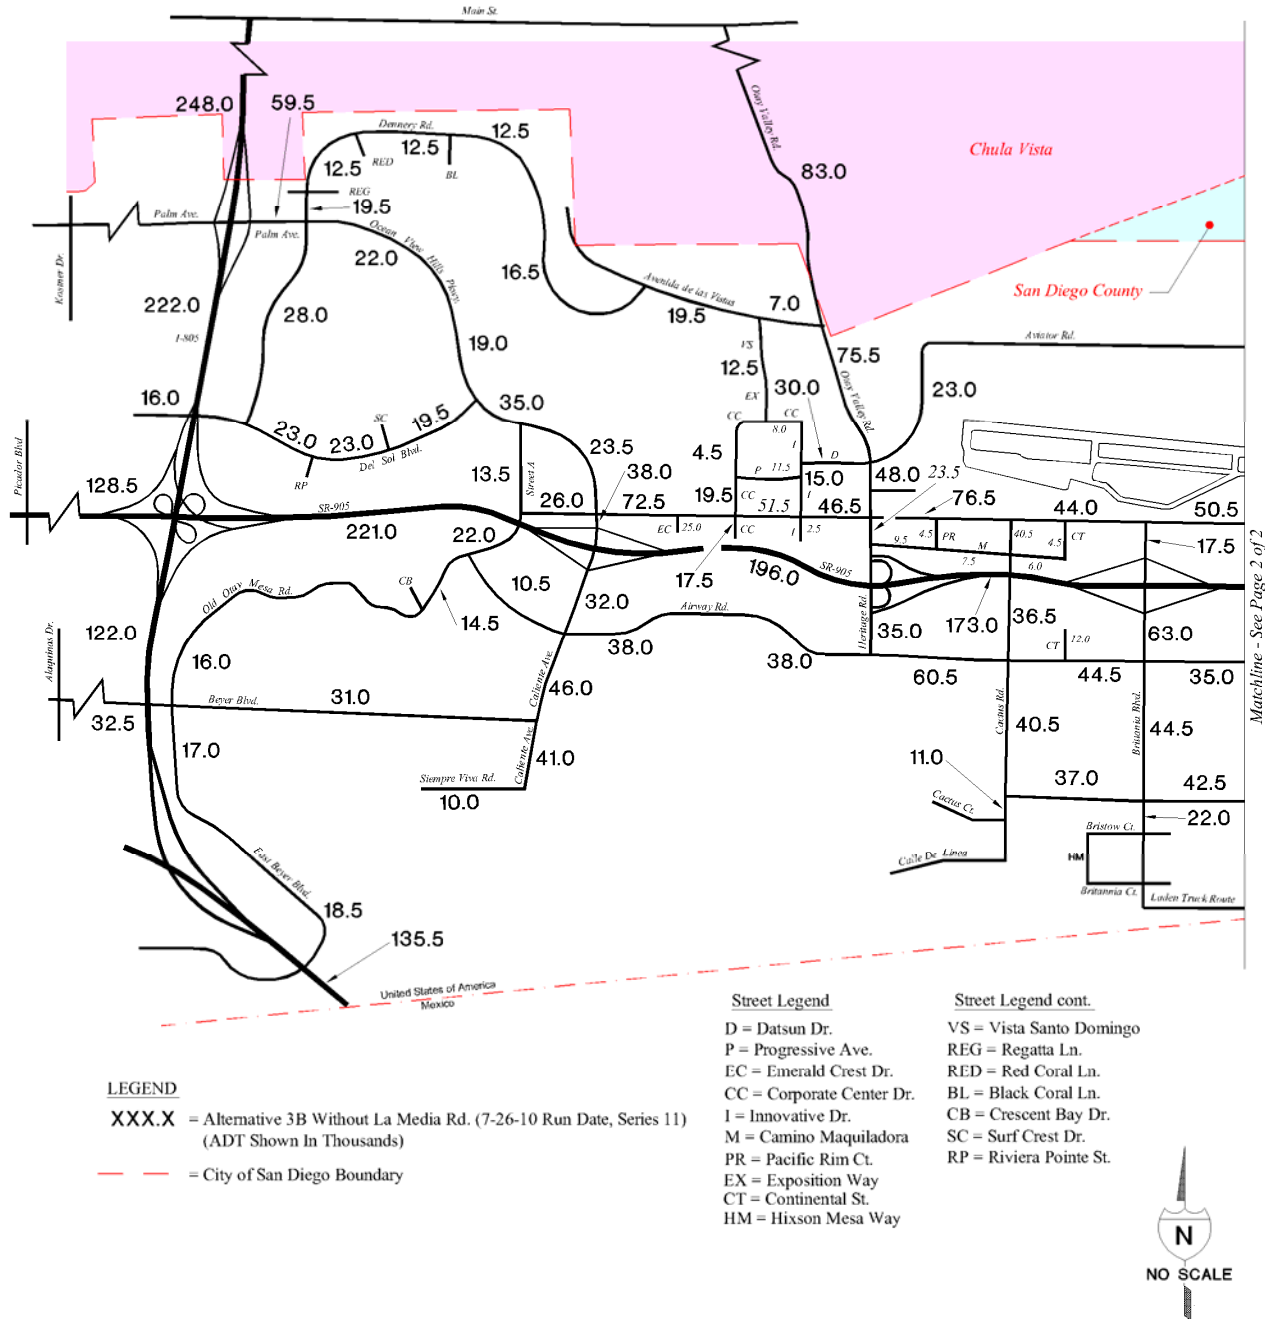 Main St.
248.0
59.5
Dennery Rd.
12.5
12.5
RED
12.5
BL
Otay Valley Rd.
Chula Vista
83.0
REG
19.5
Palm Ave.
Palm Ave.
Ocean View Hills Pkwy.
22.0
Kostner Dr.
16.5
Avenida de las Vistas
19.5
7.0
San Diego County
222.0
I-805
28.0
19.0
VS
12.5
EX
75.5
Otay Valley Rd.
Aviator Rd.
30.0
23.0
16.0
23.0
23.0
SC
19.5
Del Sol Blvd.
RP
35.0
CC
CC
8.0
I
D
4.5
P
11.5
23.5
38.0
13.5
Street A
15.0
48.0
23.5
Picador Blvd
128.5
SR-905
221.0
26.0
72.5
19.5
CC
51.5
I
46.5
76.5
44.0
50.5
EC
25.0
CC
I
2.5
22.0
9.5
4.5
PR
M
7.5
40.5
4.5
CT
6.0
17.5
17.5
196.0
SR-905
Old Otay Mesa Rd.
CB
10.5
14.5
32.0
Airway Rd.
38.0
38.0
Heritage Rd.
35.0
173.0
36.5
CT
12.0
63.0
122.0
Alaquinas Dr.
16.0
60.5
44.5
35.0
Matchline - See Page 2 of 2
Beyer Blvd.
31.0
32.5
Caliente Ave.
46.0
Cactus Rd.
40.5
Britannia Blvd.
44.5
17.0
Caliente Ave.
41.0
Siempre Viva Rd.
10.0
11.0
37.0
42.5
Cactus Ct.
22.0
Bristow Ct.
HM
Calle De Linea
Britannia Ct.
Laden Truck Route
East Beyer Blvd.
18.5
135.5
United States of America
Mexico
Street Legend
D = Datsun Dr.
P = Progressive Ave.
EC = Emerald Crest Dr.
CC = Corporate Center Dr.
I = Innovative Dr.
M = Camino Maquiladora
PR = Pacific Rim Ct.
EX = Exposition Way
CT = Continental St.
HM = Hixson Mesa Way
Street Legend cont.
VS = Vista Santo Domingo
REG = Regatta Ln.
RED = Red Coral Ln.
BL = Black Coral Ln.
CB = Crescent Bay Dr.
SC = Surf Crest Dr.
RP = Riviera Pointe St.
LEGEND
XXX.X = Alternative 3B Without La Media Rd. (7-26-10 Run Date, Series 11)
(ADT Shown In Thousands)
= City of San Diego Boundary
N
NO SCALE